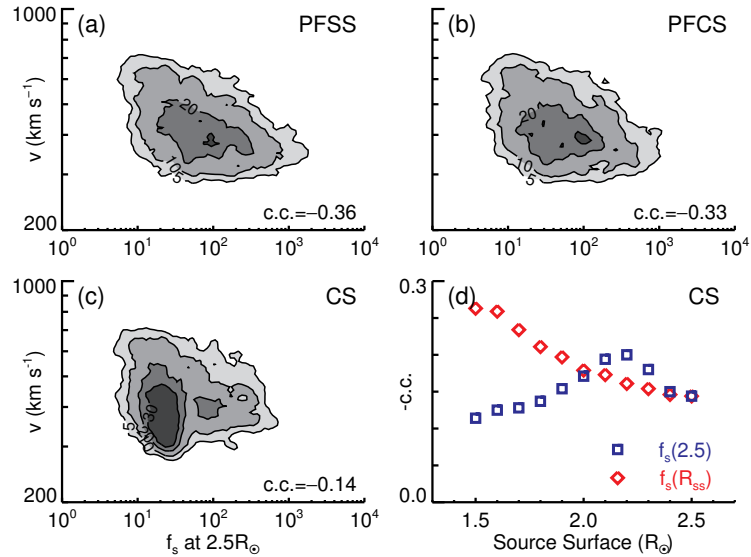 1000
(a)
PFSS
v (km s⁻¹)
20
10
5
c.c.=−0.36
200
10⁰ 10¹ 10² 10³ 10⁴
(b)
PFCS
20
10
5
c.c.=−0.33
10⁰ 10¹ 10² 10³ 10⁴
1000
(c)
CS
v (km s⁻¹)
5
30
c.c.=−0.14
200
10⁰ 10¹ 10² 10³ 10⁴
fₛ at 2.5R☉
0.3
(d)
CS
-c.c.
fₛ(2.5)
fₛ(Rₛₛ)
0.0
1.5 2.0 2.5
Source Surface (R☉)